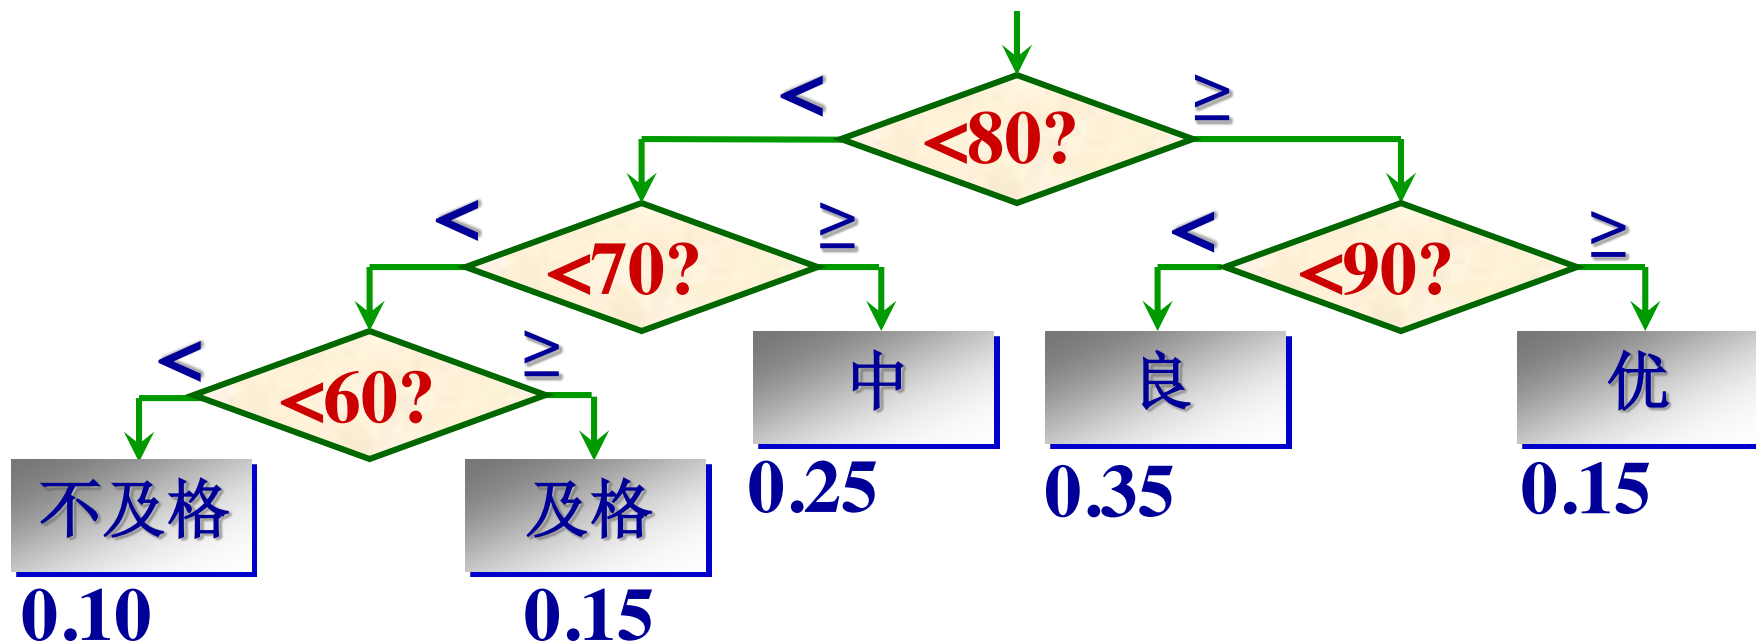 < ≥
<80?
< ≥ < ≥
<70? <90?
< ≥
<60?
中 良 优
0.25 0.35 0.15
不及格 及格
0.10 0.15